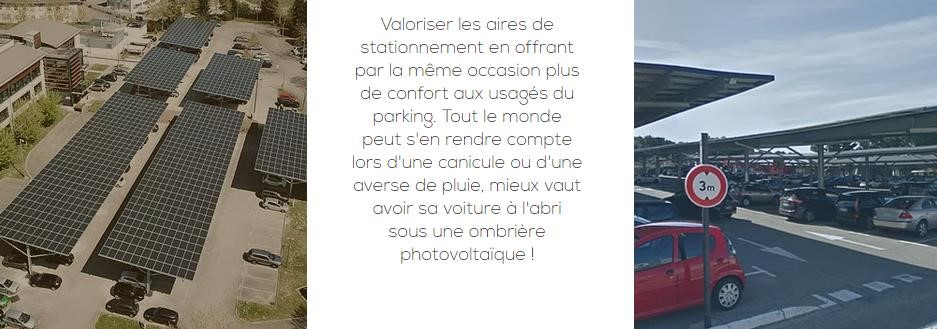 Valoriser les aires de
stationnement en offrant
par la même occasion plus
de confort aux usagés du
parking. Tout le monde
peut s'en rendre compte
lors d'une canicule ou d'une
averse de pluie, mieux vaut
avoir sa voiture à l'abri
sous une ombrière
photovoltaïque !
3m